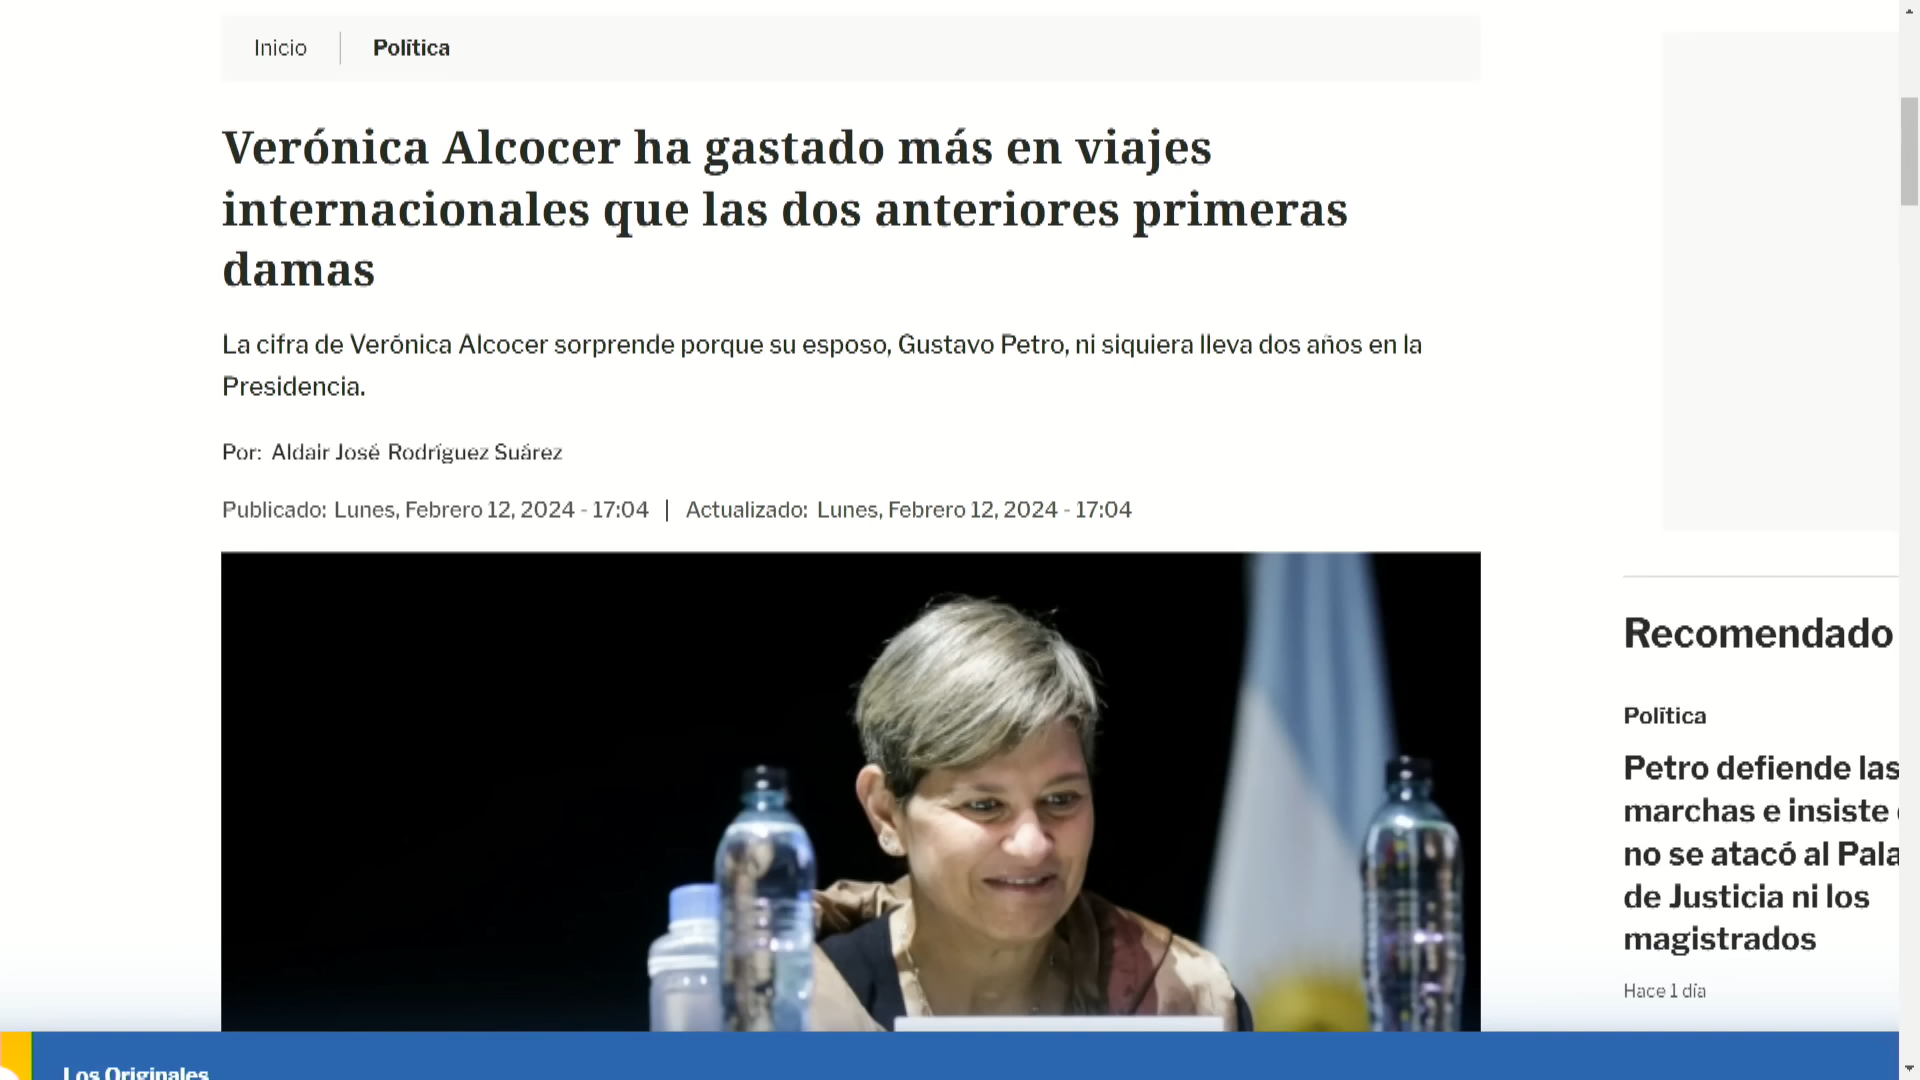 Inicio
Política
Verónica Alcocer ha gastado más en viajes
internacionales que las dos anteriores primeras
damas
La cifra de Verónica Alcocer sorprende porque su esposo, Gustavo Petro, ni siquiera lleva dos años en la
Presidencia.
Por: Aldair José Rodríguez Suárez
Publicado: Lunes, Febrero 12, 2024 - 17:04 | Actualizado: Lunes, Febrero 12, 2024 - 17:04
Recomendado
Política
Petro defiende las
marchas e insiste
no se atacó al Pala
de Justicia ni los
magistrados
Hace 1 día
Los Originales